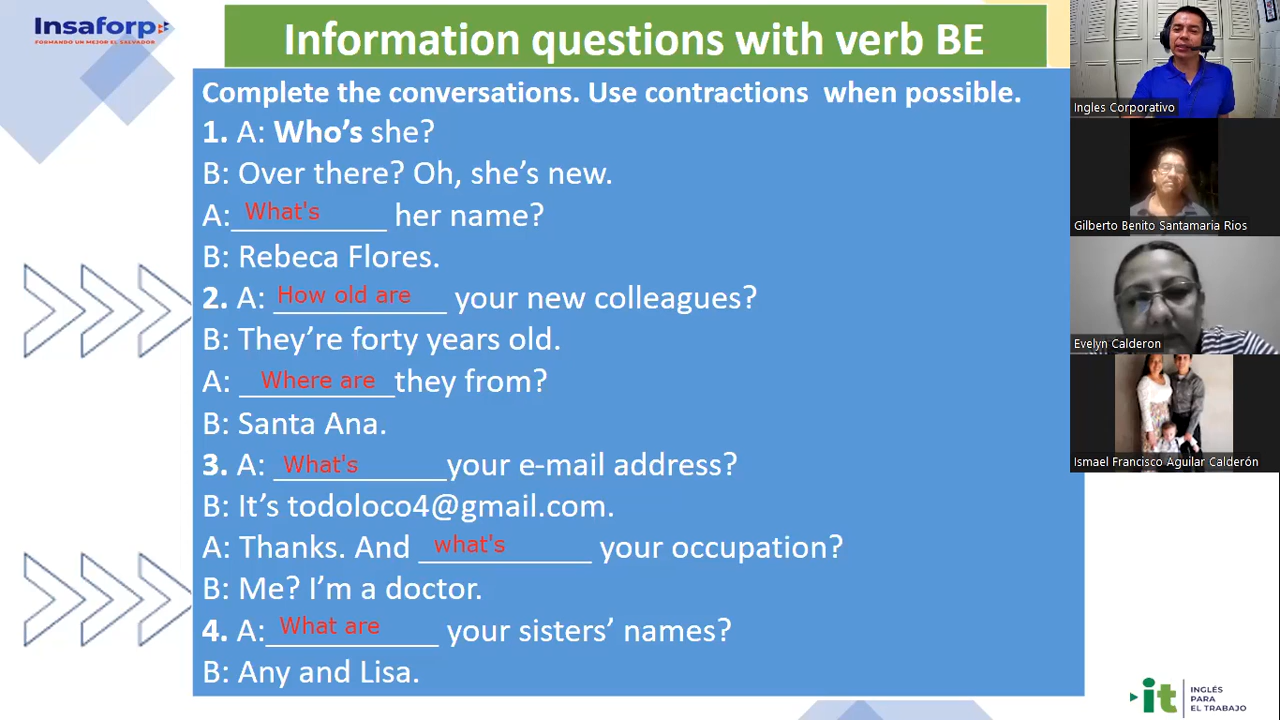 Insaforp
FORMANDO UN MEJOR EL SALVADOR
Information questions with verb BE
Complete the conversations. Use contractions when possible.
1. A: Who's she?
B: Over there? Oh, she's new.
A: What's her name?
B: Rebeca Flores.
2. A: How old are your new colleagues?
B: They're forty years old.
A: Where are they from?
B: Santa Ana.
3. A: What's your e-mail address?
B: It's todoloco4@gmail.com.
A: Thanks. And what's your occupation?
B: Me? I'm a doctor.
4. A: What are your sisters' names?
B: Any and Lisa.
Ingles Corporativo
Gilberto Benito Santamaria Rios
Evelyn Calderon
Ismael Francisco Aguilar Calderón
it INGLÉS
PARA
EL TRABAJO